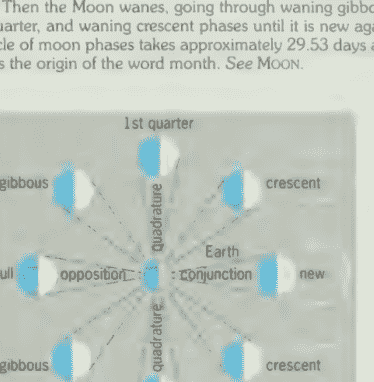 Then the Moon wanes, going through waning gibbo
uarter, and waning crescent phases until it is new aga
cle of moon phases takes approximately 29.53 days a
s the origin of the word month. See MOON.
1st quarter
gibbous
crescent
quadrature
Earth
ull
opposition
conjunction
new
quadrature
gibbous
crescent